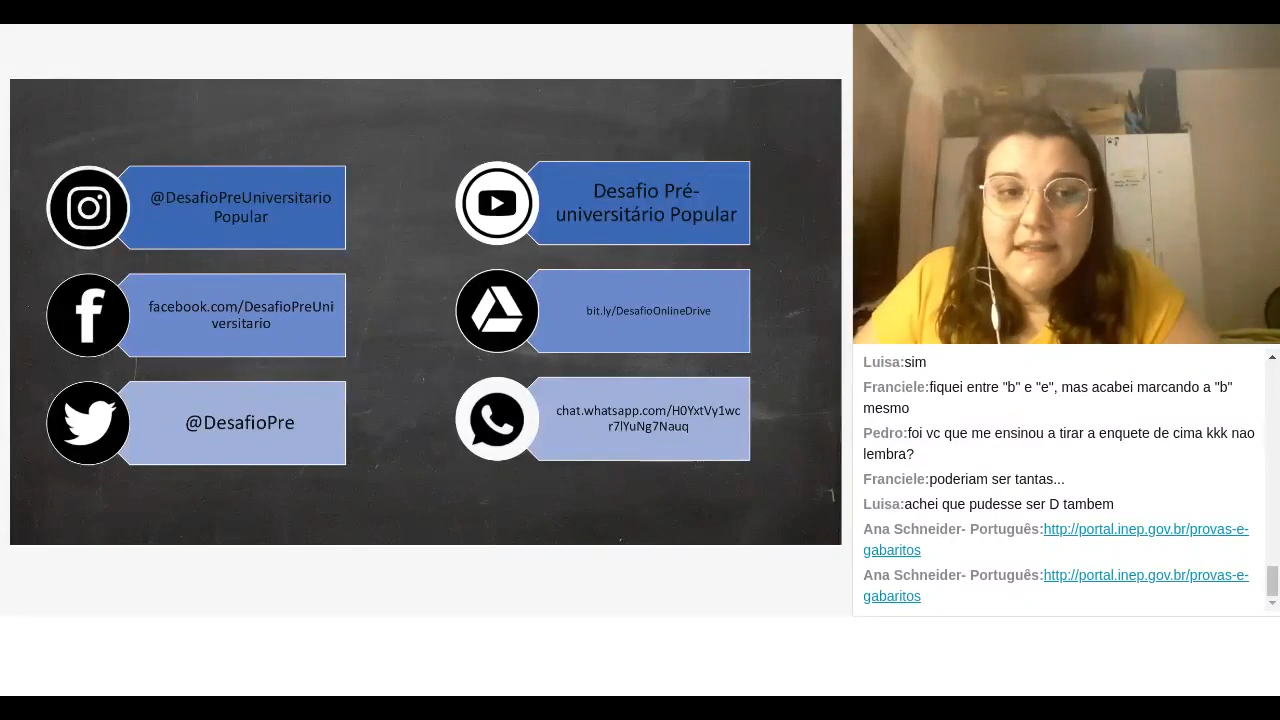 @DesafioPreUniversitario
Popular
facebook.com/DesafioPreUni
versitario
@DesafioPre
Desafio Pré-
universitário Popular
bit.ly/DesafioOnlineDrive
chat.whatsapp.com/H0YxtVy1wc
r7lYuNg7Nauq
Luisa:sim
Franciele:fiquei entre "b" e "e", mas acabei marcando a "b"
mesmo
Pedro:foi vc que me ensinou a tirar a enquete de cima kkk nao
lembra?
Franciele:poderiam ser tantas...
Luisa:achei que pudesse ser D tambem
Ana Schneider- Português:http://portal.inep.gov.br/provas-e-
gabaritos
Ana Schneider- Português:http://portal.inep.gov.br/provas-e-
gabaritos